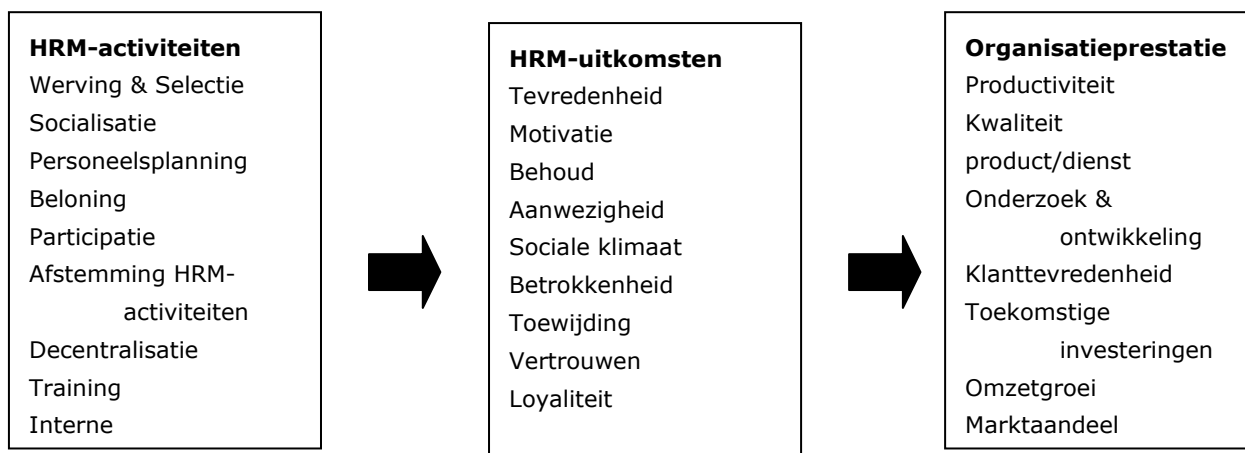 HRM-activiteiten
Werving & Selectie
Socialisatie
Personeelsplanning
Beloning
Participatie
Afstemming HRM-
activiteiten
Decentralisatie
Training
Interne
HRM-uitkomsten
Tevredenheid
Motivatie
Behoud
Aanwezigheid
Sociale klimaat
Betrokkenheid
Toewijding
Vertrouwen
Loyaliteit
Organisatieprestatie
Productiviteit
Kwaliteit
product/dienst
Onderzoek &
ontwikkeling
Klanttevredenheid
Toekomstige
investeringen
Omzetgroei
Marktaandeel